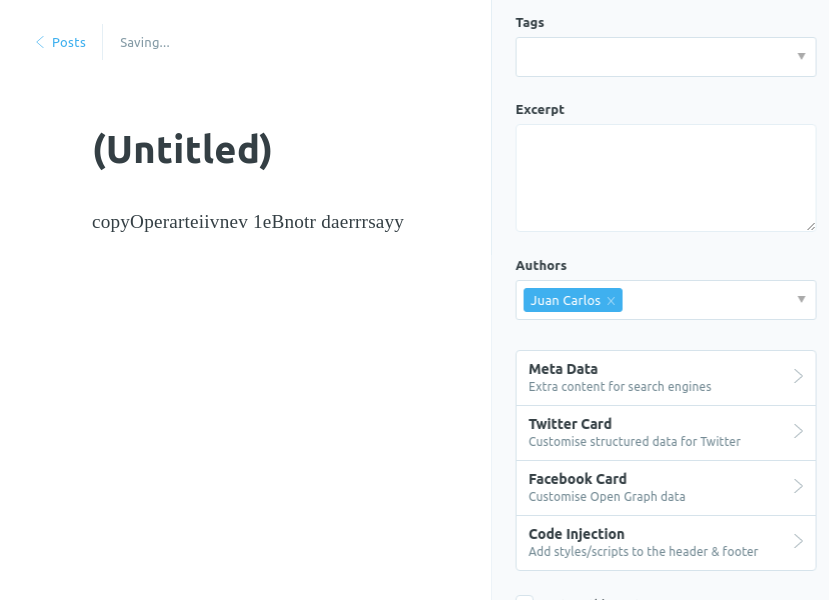 Posts
Saving...
(Untitled)
copyOperarteiivnev 1eBnotr daerrrsayy
Tags
Excerpt
Authors
Juan Carlos
Meta Data
Extra content for search engines
Twitter Card
Customise structured data for Twitter
Facebook Card
Customise Open Graph data
Code Injection
Add styles/scripts to the header & footer